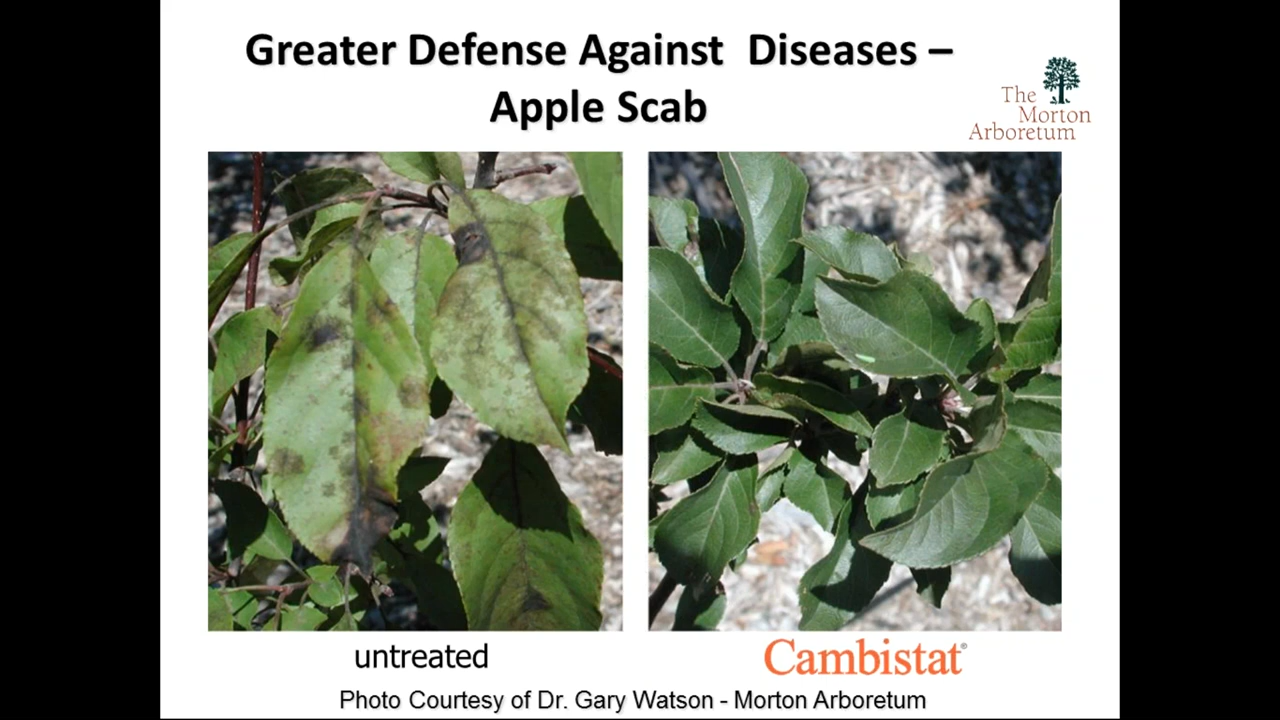 Greater Defense Against Diseases –
Apple Scab
The
Morton
Arboretum
untreated
Cambistat®
Photo Courtesy of Dr. Gary Watson - Morton Arboretum